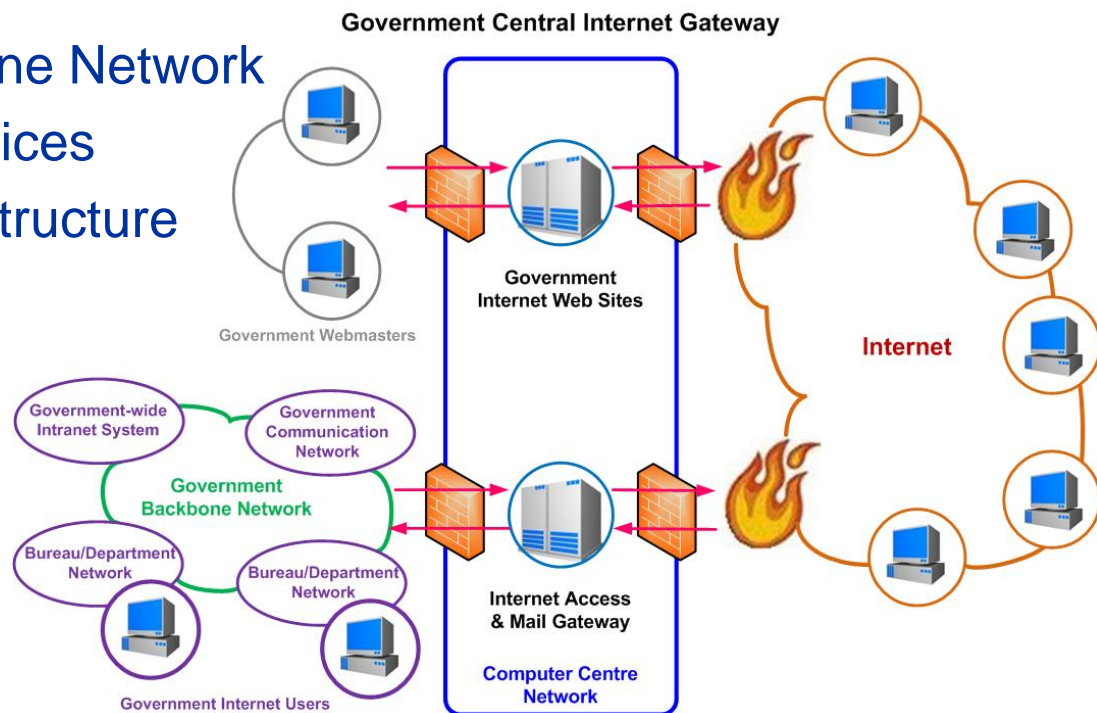 Government Central Internet Gateway
ne Network
ices
tructure
Government
Internet Web Sites
Government Webmasters
Internet
Government-wide
Intranet System
Government
Communication
Network
Government
Backbone Network
Bureau/Department
Network
Bureau/Department
Network
Internet Access
& Mail Gateway
Computer Centre
Network
Government Internet Users